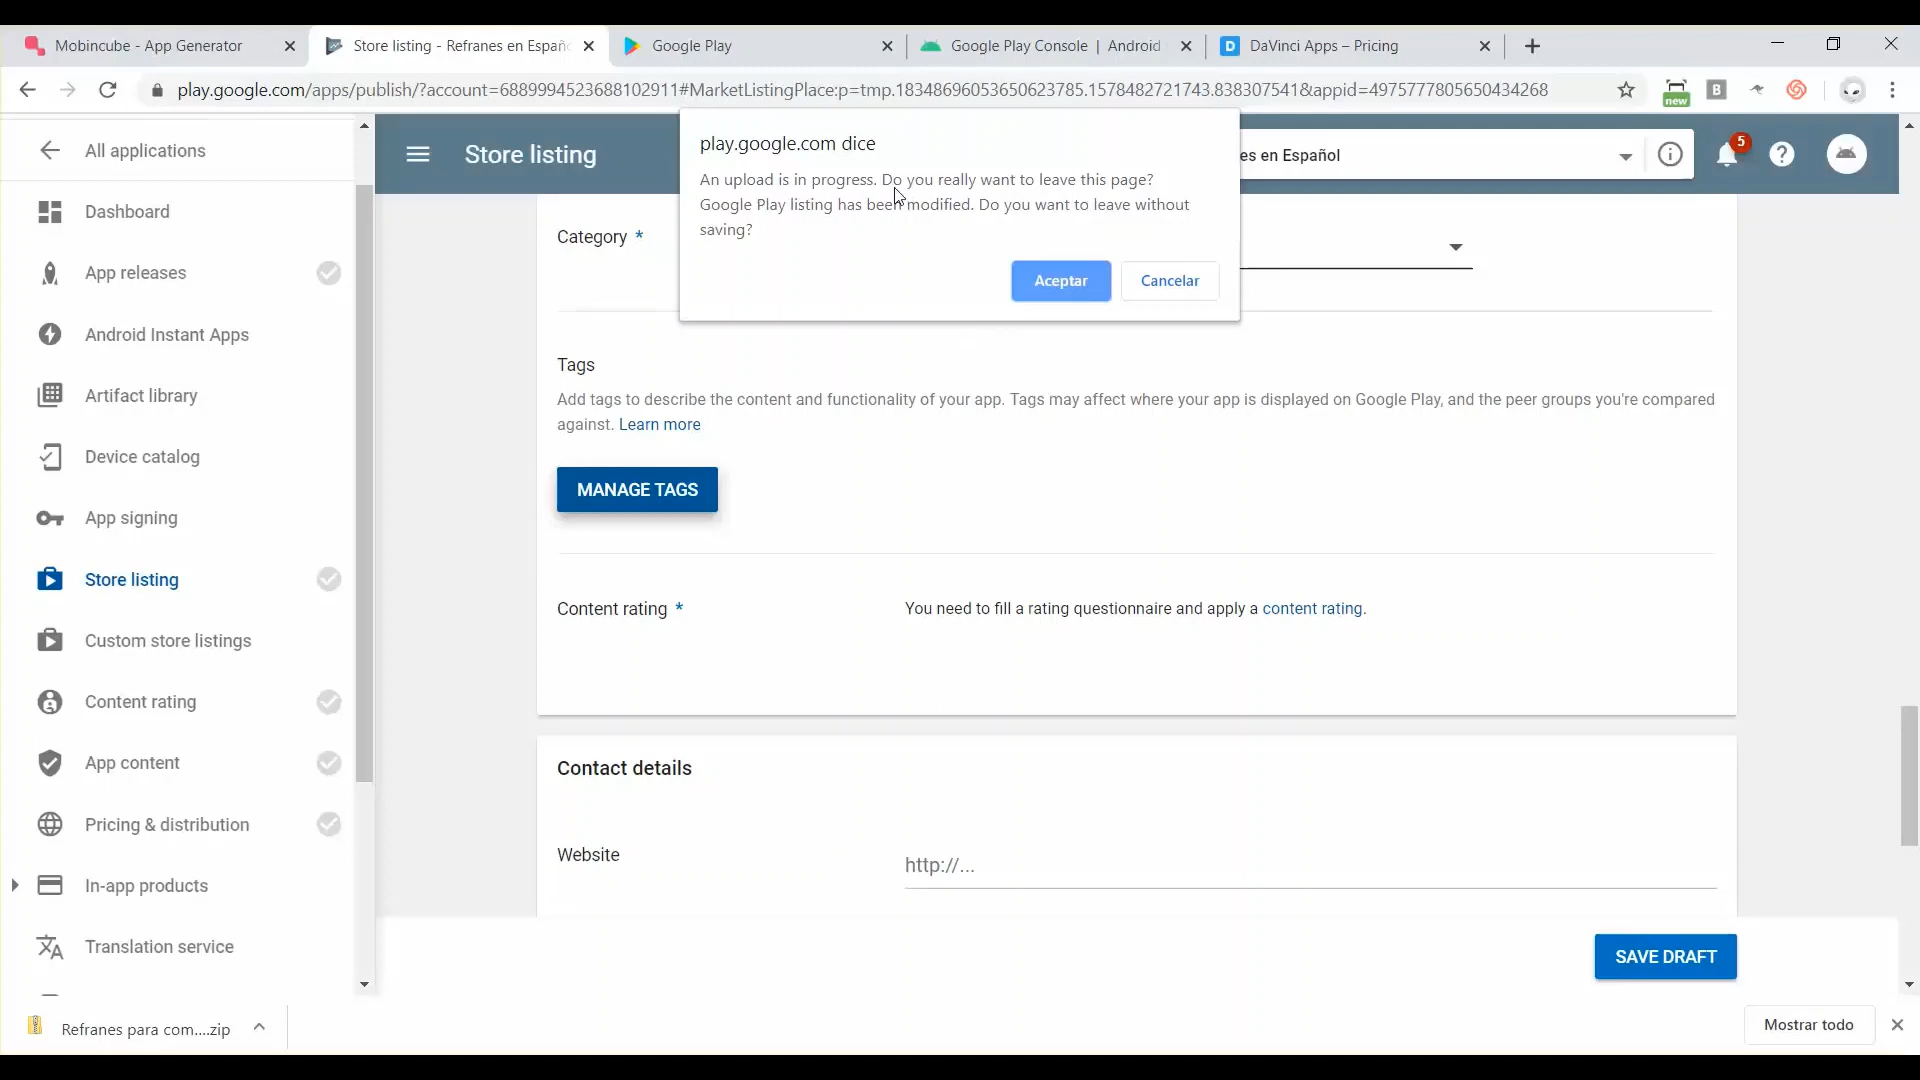 Mobincube - App Generator
Store listing - Refranes en Españ
Google Play
Google Play Console | Android
DaVinci Apps – Pricing
play.google.com/apps/publish/?account=6889994523688102911#MarketListingPlace:p=tmp.18348696053650623785.1578482721743.838307541&appid=4975777805650434268
new
B
All applications
Store listing
es en Español
5
play.google.com dice
An upload is in progress. Do you really want to leave this page?
Google Play listing has been modified. Do you want to leave without
saving?
Aceptar
Cancelar
Dashboard
App releases
Android Instant Apps
Artifact library
Device catalog
App signing
Store listing
Custom store listings
Content rating
App content
Pricing & distribution
In-app products
Translation service
Category *
Tags
Add tags to describe the content and functionality of your app. Tags may affect where your app is displayed on Google Play, and the peer groups you're compared
against. Learn more
MANAGE TAGS
Content rating *
You need to fill a rating questionnaire and apply a content rating.
Contact details
Website
http://...
SAVE DRAFT
Refranes para com....zip
Mostrar todo